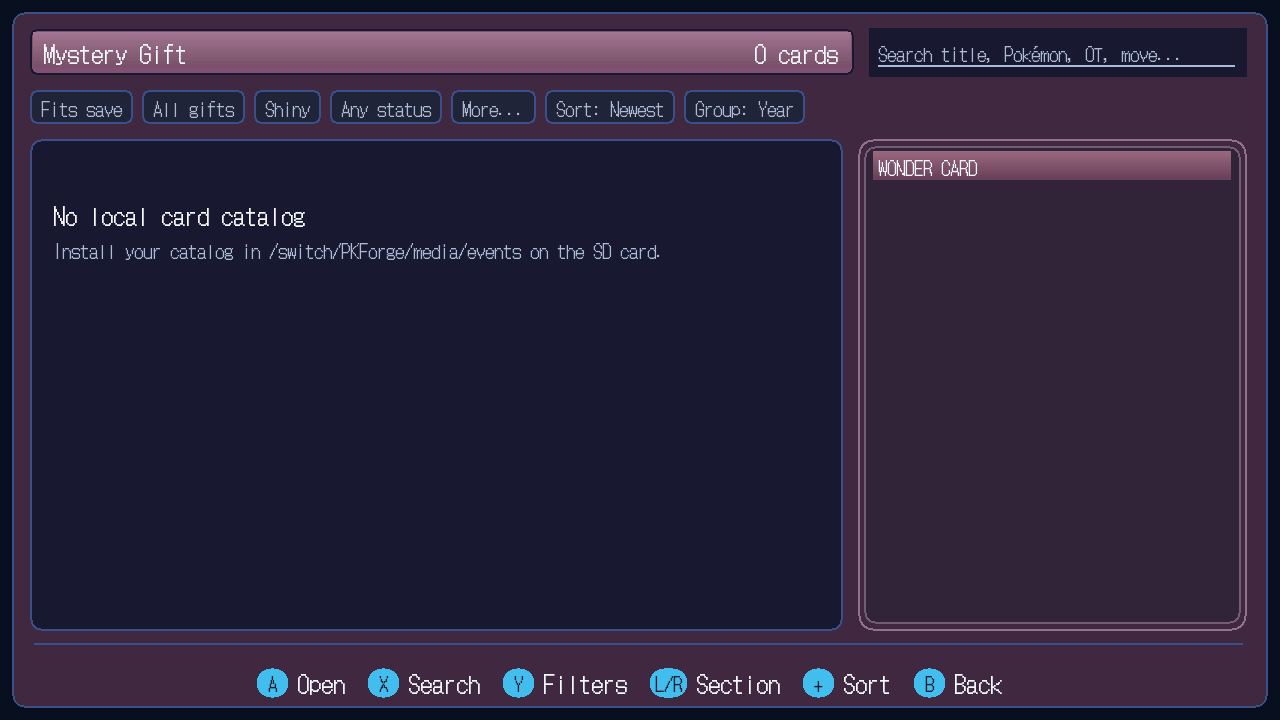 Mystery Gift 0 cards
Search title, Pokémon, OT, move...
Fits save All gifts Shiny Any status More... Sort: Newest Group: Year
WONDER CARD
No local card catalog
Install your catalog in /switch/PKForge/media/events on the SD card.
A Open X Search Y Filters L/R Section + Sort B Back